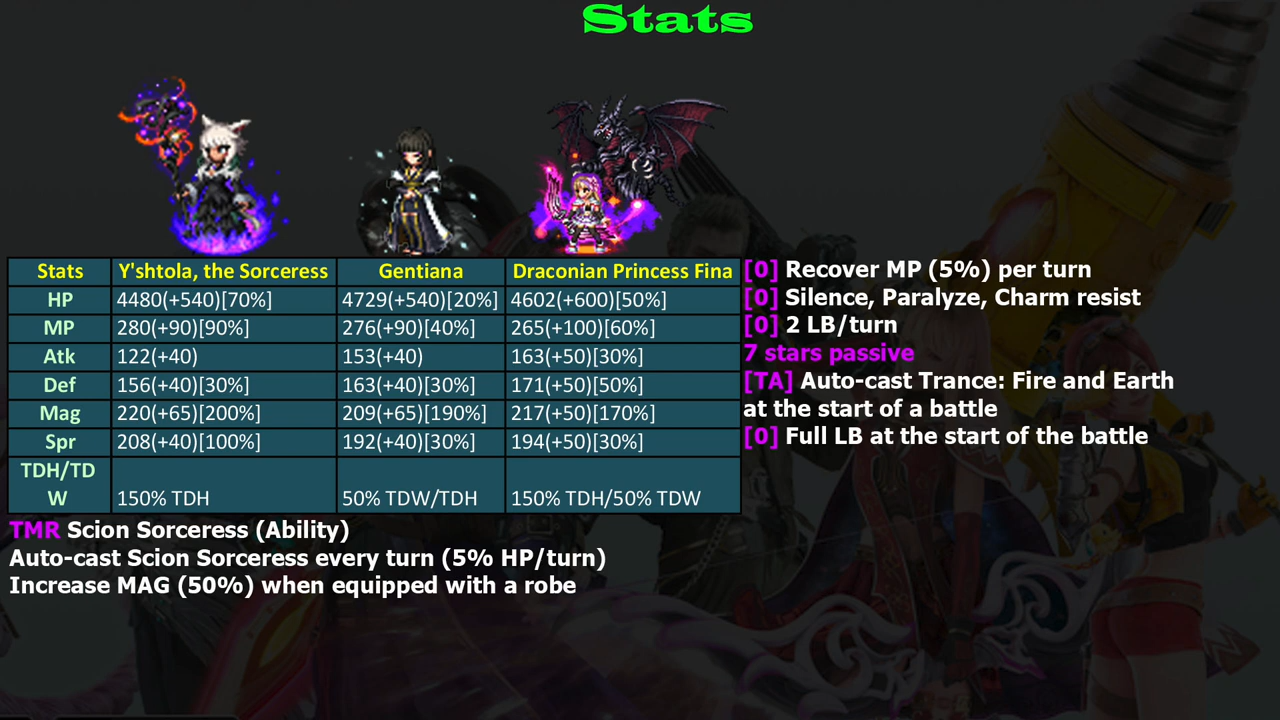 Stats
Stats Y'shtola, the Sorceress Gentiana Draconian Princess Fina
HP 4480(+540)[70%] 4729(+540)[20%] 4602(+600)[50%]
MP 280(+90)[90%] 276(+90)[40%] 265(+100)[60%]
Atk 122(+40) 153(+40) 163(+50)[30%]
Def 156(+40)[30%] 163(+40)[30%] 171(+50)[50%]
Mag 220(+65)[200%] 209(+65)[190%] 217(+50)[170%]
Spr 208(+40)[100%] 192(+40)[30%] 194(+50)[30%]
TDH/TD
W 150% TDH 50% TDW/TDH 150% TDH/50% TDW
[0] Recover MP (5%) per turn
[0] Silence, Paralyze, Charm resist
[0] 2 LB/turn
7 stars passive
[TA] Auto-cast Trance: Fire and Earth
at the start of a battle
[0] Full LB at the start of the battle
TMR Scion Sorceress (Ability)
Auto-cast Scion Sorceress every turn (5% HP/turn)
Increase MAG (50%) when equipped with a robe